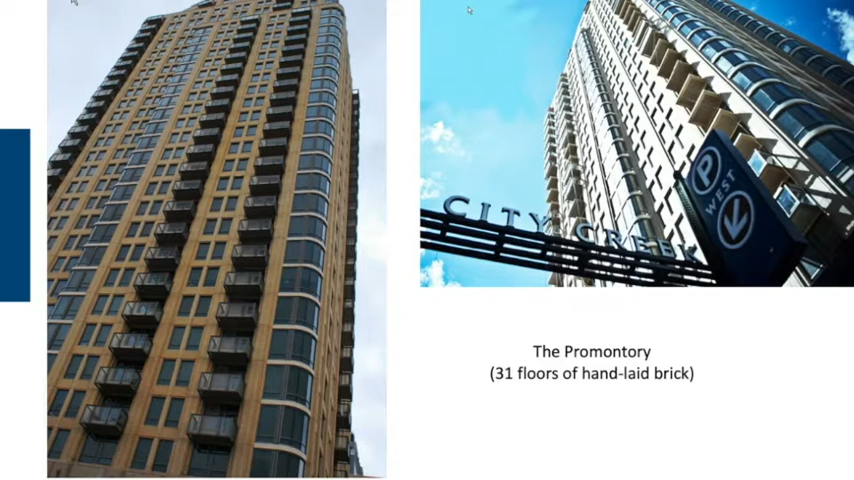 CITY CREEK
P
WEST
The Promontory
(31 floors of hand-laid brick)